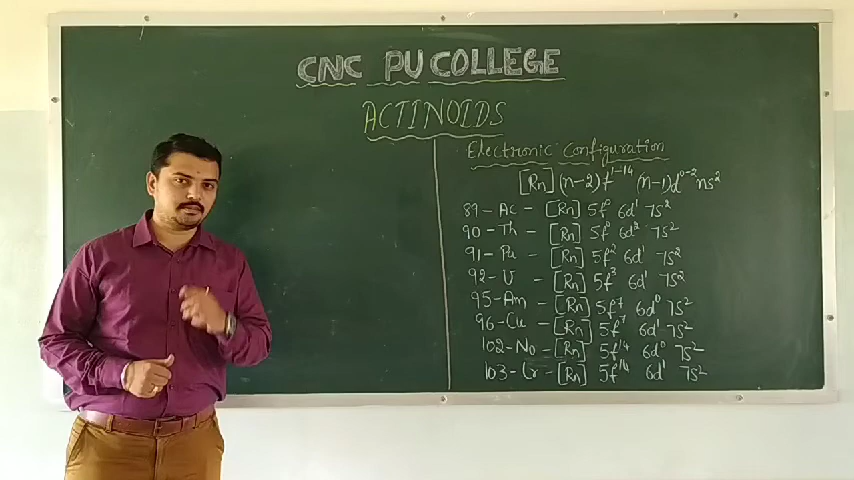 CNC PU COLLEGE
ACTINOIDS
Electronic Configuration
[Rn] (n-2)f¹⁻¹⁴ (n-1)d⁰⁻² ns²
89 - Ac - [Rn] 5f⁰ 6d¹ 7s²
90 - Th - [Rn] 5f⁰ 6d² 7s²
91 - Pu - [Rn] 5f² 6d¹ 7s²
92 - U - [Rn] 5f³ 6d¹ 7s²
95 - Am - [Rn] 5f⁷ 6d⁰ 7s²
96 - Cu - [Rn] 5f⁷ 6d¹ 7s²
102 - No - [Rn] 5f¹⁴ 6d⁰ 7s²
103 - Lr - [Rn] 5f¹⁴ 6d¹ 7s²